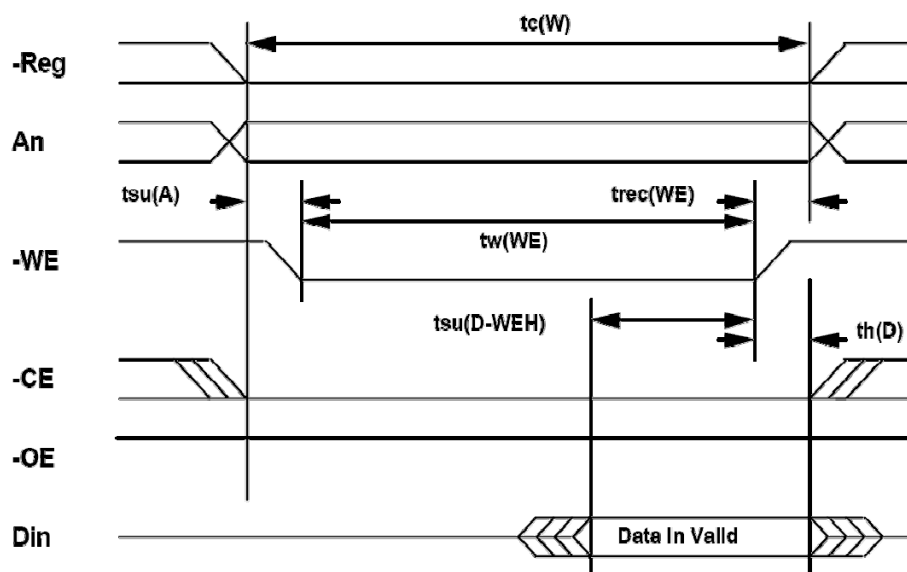 tc(W)
-Reg
An
tsu(A)
trec(WE)
tw(WE)
-WE
tsu(D-WEH)
th(D)
-CE
-OE
Din
Data In Valid